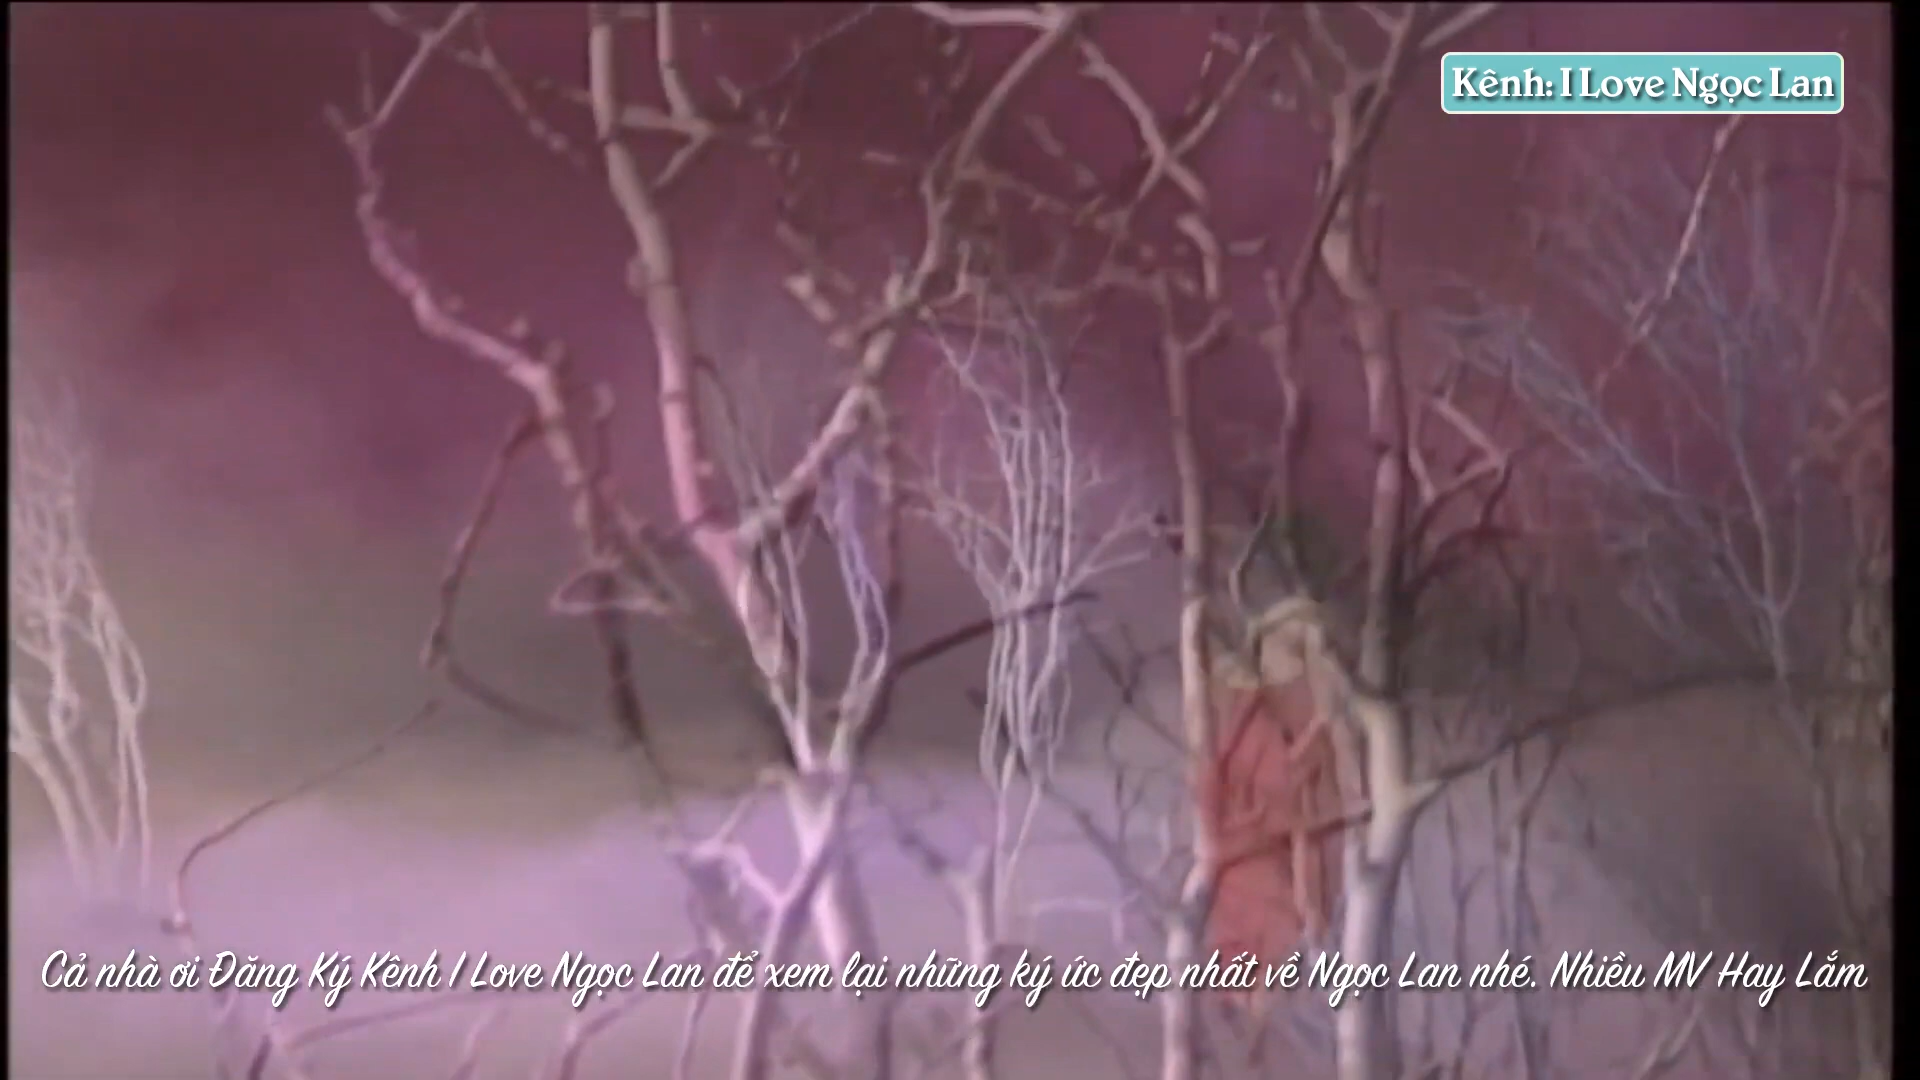 Kênh: I Love Ngọc Lan
Cả nhà ơi Đăng Ký Kênh I Love Ngọc Lan để xem lại những ký ức đẹp nhất về Ngọc Lan nhé. Nhiều MV Hay Lắm